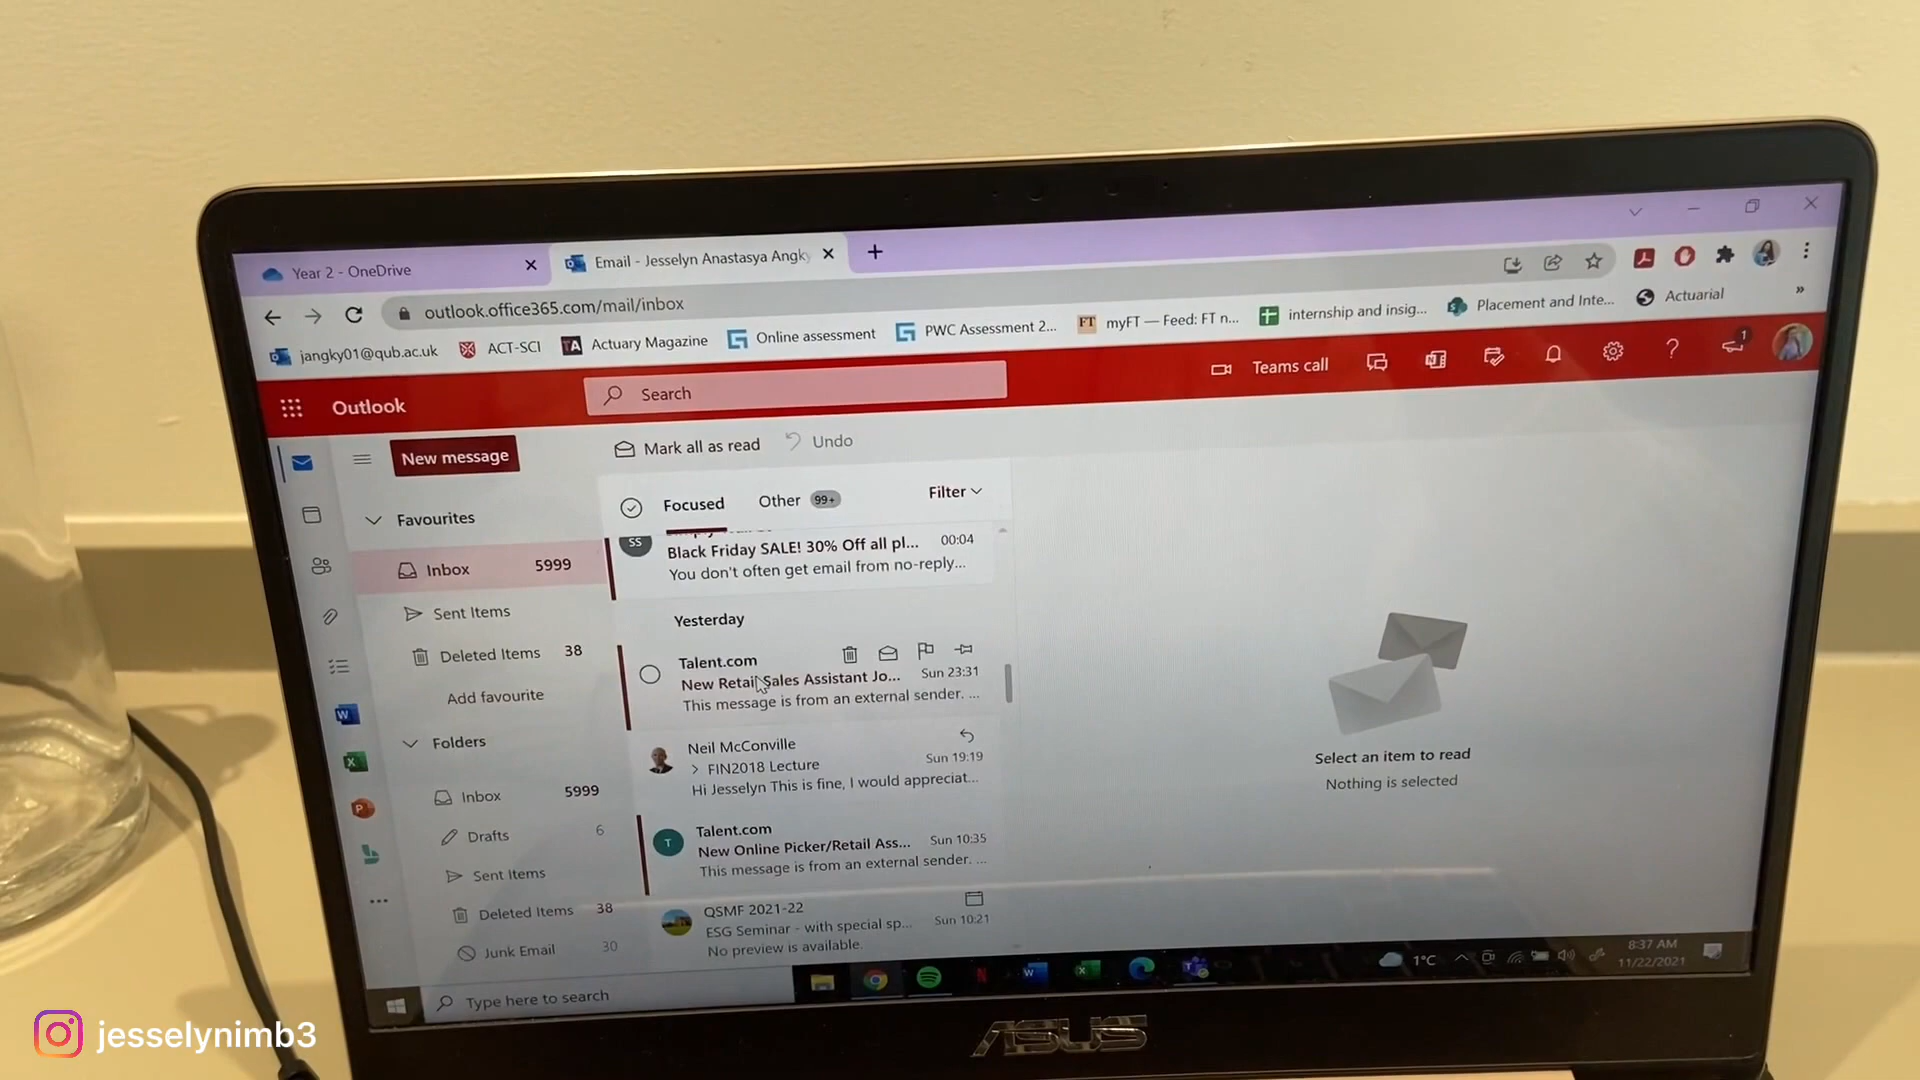 Year 2 - OneDrive
Email - Jesselyn Anastasya Angky
outlook.office365.com/mail/inbox
jangky01@qub.ac.uk
ACT-SCI
Actuary Magazine
Online assessment
PWC Assessment 2...
myFT — Feed: FT n...
internship and insig...
Placement and Inte...
Actuarial
»
Outlook
Search
Teams call
1
New message
Mark all as read
Undo
Favourites
Inbox 5999
Sent Items
Deleted Items 38
Add favourite
Folders
Inbox 5999
Drafts 6
Sent Items
Deleted Items 38
Junk Email 30
Focused
Other 99+
Filter
SS
Black Friday SALE! 30% Off all pl... 00:04
You don't often get email from no-reply...
Yesterday
Talent.com
New Retail Sales Assistant Jo... Sun 23:31
This message is from an external sender. ...
Neil McConville
FIN2018 Lecture Sun 19:19
Hi Jesselyn This is fine, I would appreciat...
T
Talent.com
New Online Picker/Retail Ass... Sun 10:35
This message is from an external sender. ...
QSMF 2021-22
ESG Seminar - with special sp... Sun 10:21
No preview is available.
Select an item to read
Nothing is selected
Type here to search
1°C
8:37 AM
11/22/2021
ASUS
jesselynimb3